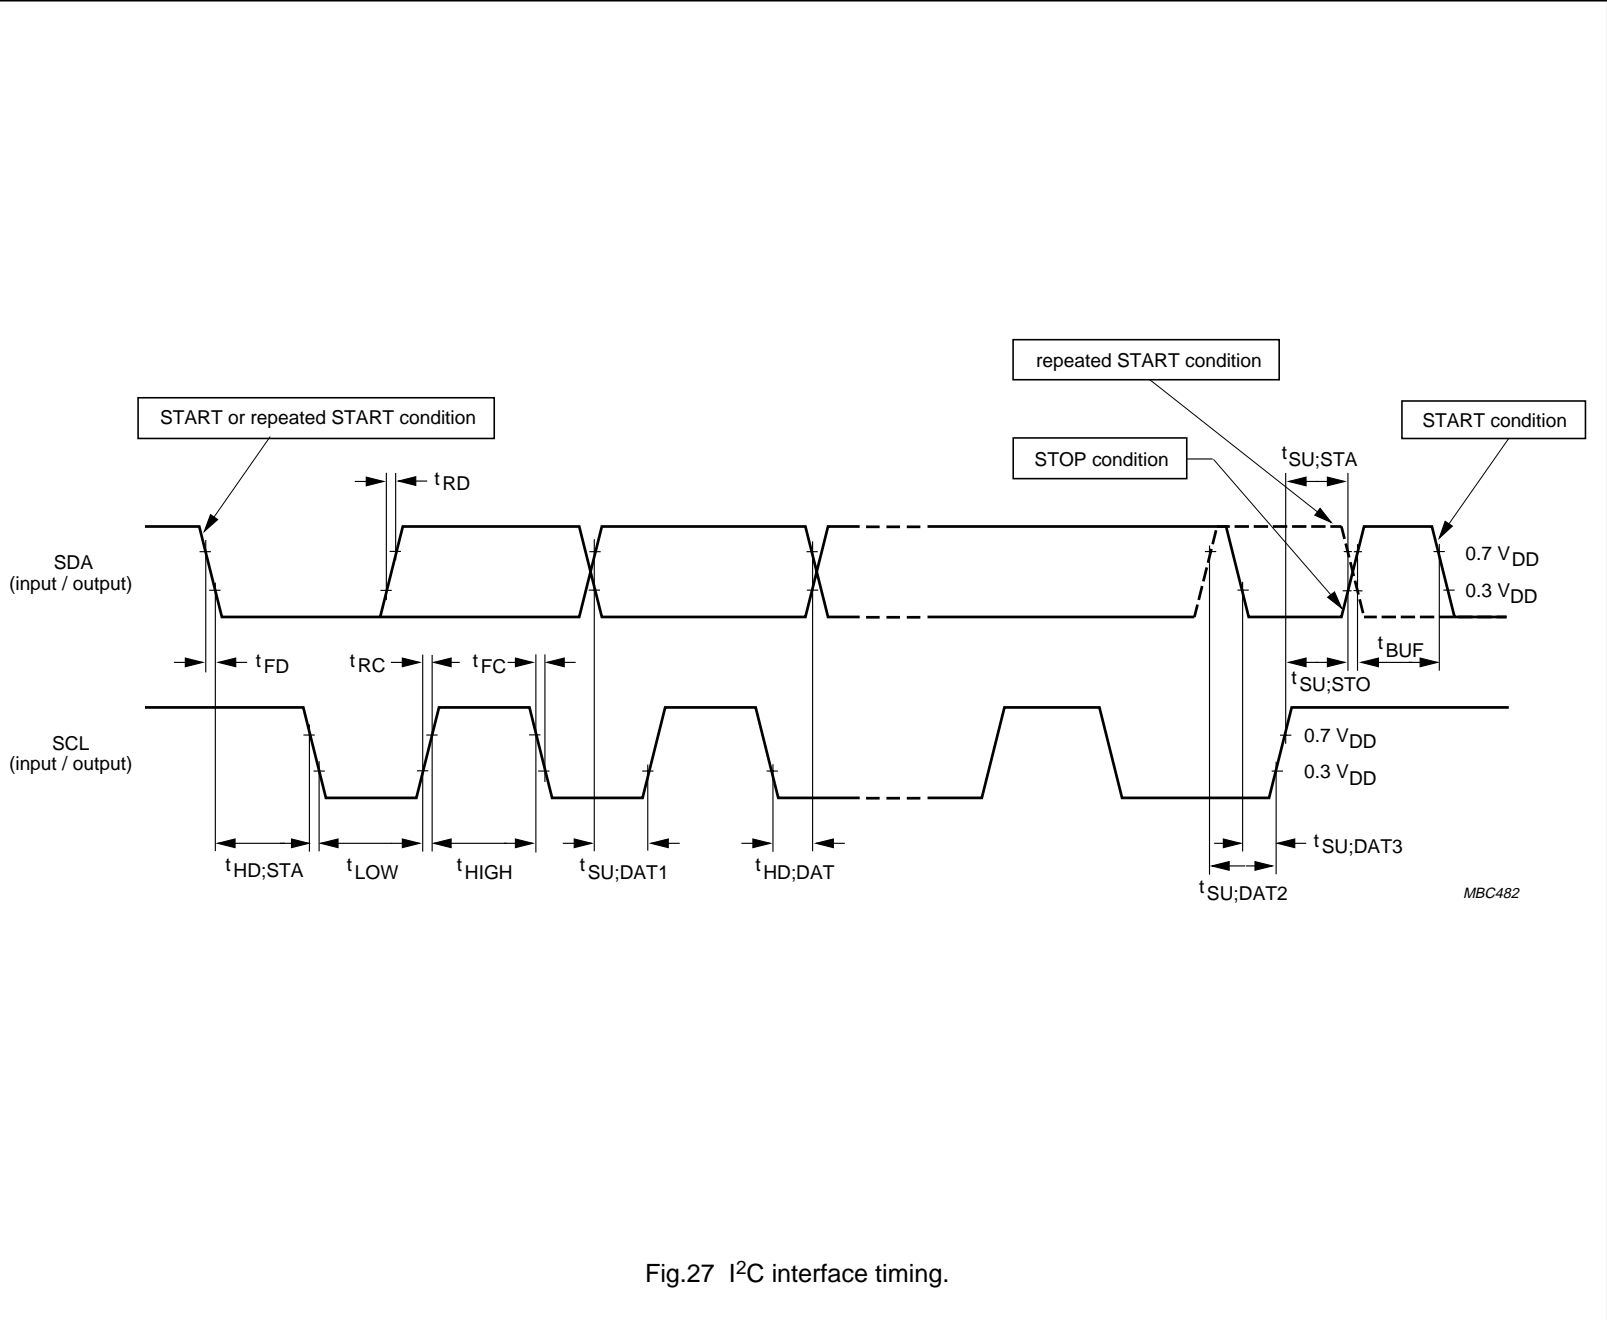 repeated START condition
START or repeated START condition
START condition
STOP condition
tSU;STA
tRD
SDA
(input / output)
0.7 VDD
0.3 VDD
tFD
tRC
tFC
tBUF
tSU;STO
SCL
(input / output)
0.7 VDD
0.3 VDD
tHD;STA
tLOW
tHIGH
tSU;DAT1
tHD;DAT
tSU;DAT3
tSU;DAT2
MBC482
Fig.27 I²C interface timing.